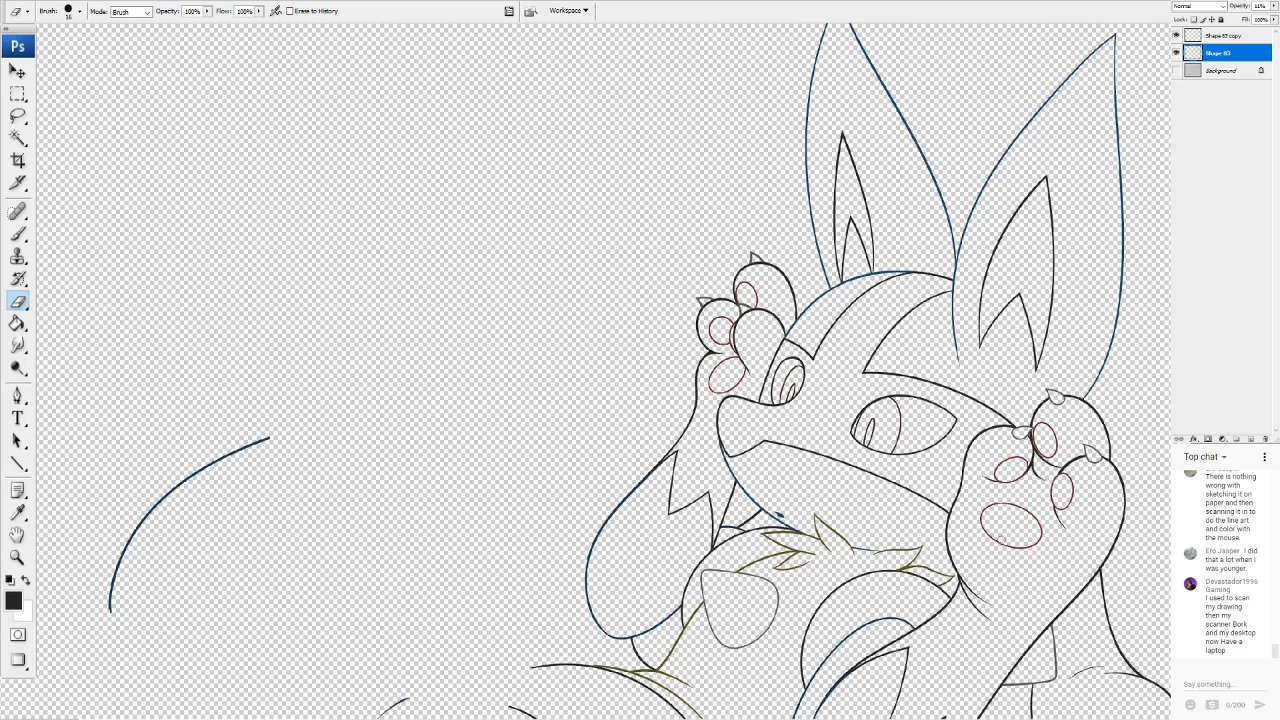 Brush: 16 Mode: Brush Opacity: 100% Flow: 100% Erase to History Workspace
Normal Opacity: 11%
Lock: Fill: 100%
Ps
Shape 83 copy
Shape 83
Background
T
fx
Top chat
There is nothing
wrong with
sketching it on
paper and then
scanning it in to
do the line art
and color with
the mouse.
Ero Jasper I did
that a lot when I
was younger.
Devastador1996
Gaming
I used to scan
my drawing
then my
scanner Bork
and my desktop
now Have a
laptop
Say something...
0/200